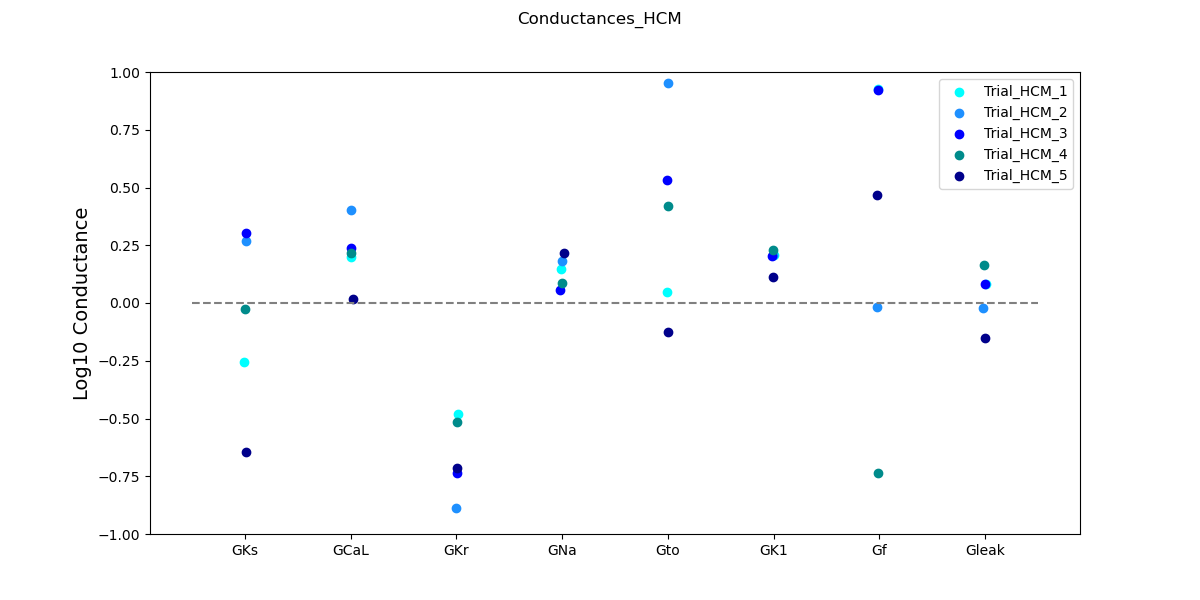 Conductances_HCM
Log10 Conductance
1.00
0.75
0.50
0.25
0.00
−0.25
−0.50
−0.75
−1.00
Trial_HCM_1
Trial_HCM_2
Trial_HCM_3
Trial_HCM_4
Trial_HCM_5
GKs GCaL GKr GNa Gto GK1 Gf Gleak